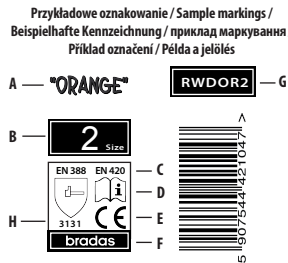 Przykładowe oznakowanie / Sample markings /
Beispielhafte Kennzeichnung / приклад маркування
Příklad označení / Példa a jelölés
A — "ORANGE"
RWDOR2 — G
B — 2 Size
EN 388 EN 420 — C
i — D
CE — E
H — 3131
bradas — F
5 907544 421047 >